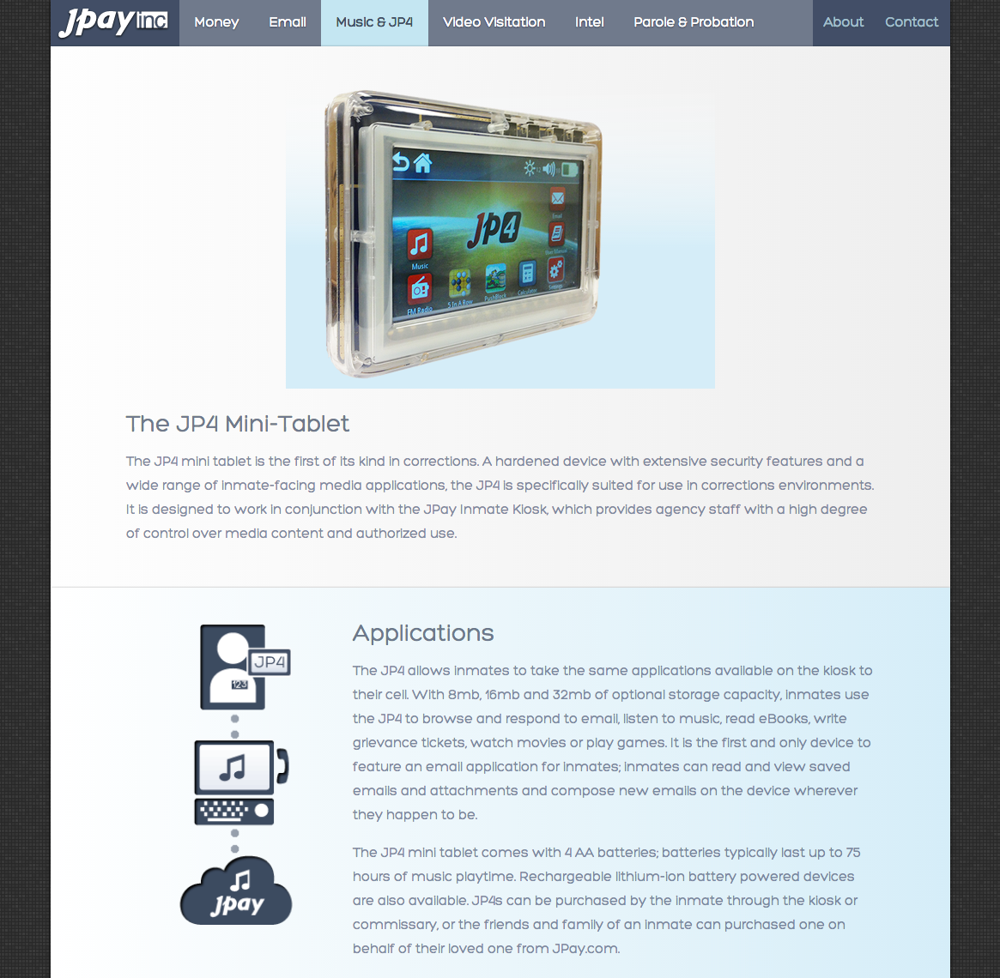 Jpay inc Money Email Music & JP4 Video Visitation Intel Parole & Probation About Contact
JP4
Email
Music
FM Radio
5 In A Row
PushBlock
Calculator
Settings
The JP4 Mini-Tablet
The JP4 mini tablet is the first of its kind in corrections. A hardened device with extensive security features and a
wide range of inmate-facing media applications, the JP4 is specifically suited for use in corrections environments.
It is designed to work in conjunction with the JPay Inmate Kiosk, which provides agency staff with a high degree
of control over media content and authorized use.
JP4
123
Jpay
Applications
The JP4 allows inmates to take the same applications available on the kiosk to
their cell. With 8mb, 16mb and 32mb of optional storage capacity, inmates use
the JP4 to browse and respond to email, listen to music, read eBooks, write
grievance tickets, watch movies or play games. It is the first and only device to
feature an email application for inmates; inmates can read and view saved
emails and attachments and compose new emails on the device wherever
they happen to be.
The JP4 mini tablet comes with 4 AA batteries; batteries typically last up to 75
hours of music playtime. Rechargeable lithium-ion battery powered devices
are also available. JP4s can be purchased by the inmate through the kiosk or
commissary, or the friends and family of an inmate can purchased one on
behalf of their loved one from JPay.com.